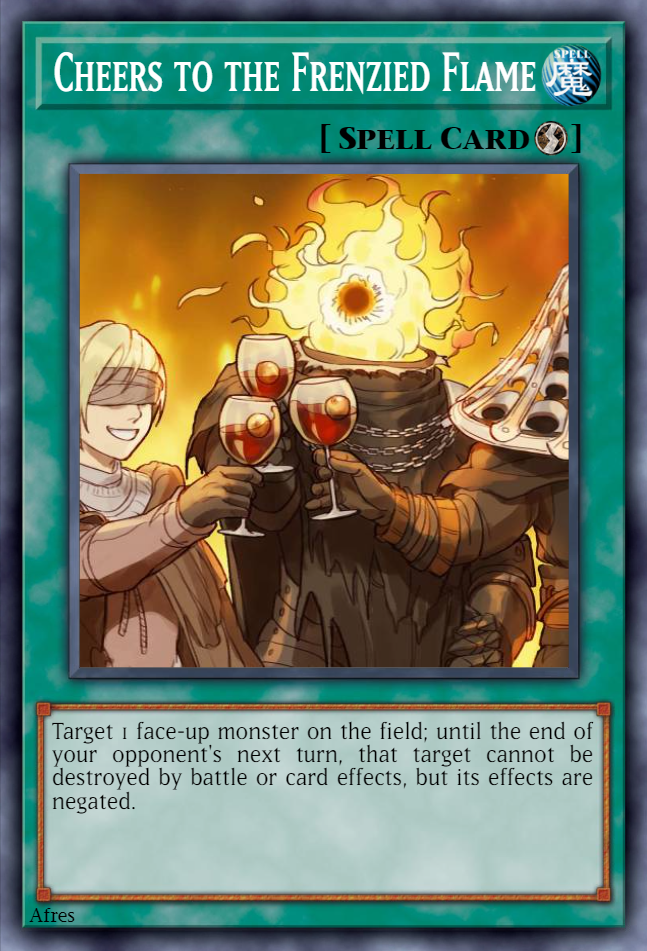 Cheers to the Frenzied Flame
SPELL
魔
[ Spell Card ]
Target 1 face-up monster on the field; until the end of
your opponent's next turn, that target cannot be
destroyed by battle or card effects, but its effects are
negated.
Afres